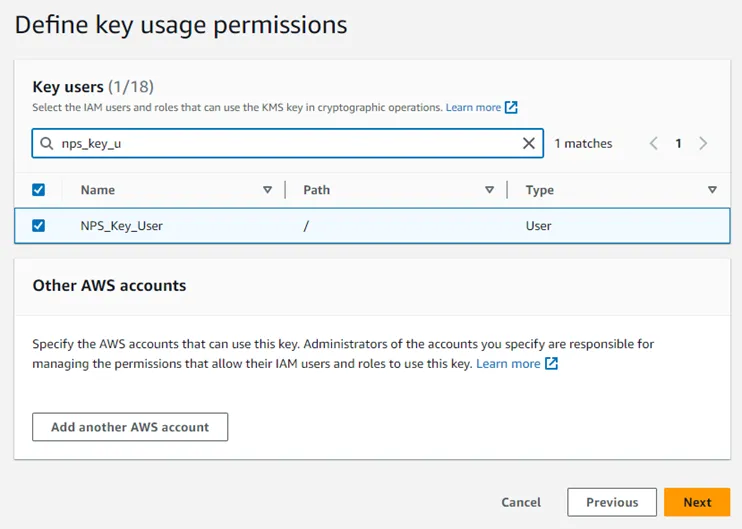 Define key usage permissions
Key users (1/18)
Select the IAM users and roles that can use the KMS key in cryptographic operations. Learn more
nps_key_u
1 matches
1
Name
Path
Type
NPS_Key_User
/
User
Other AWS accounts
Specify the AWS accounts that can use this key. Administrators of the accounts you specify are responsible for
managing the permissions that allow their IAM users and roles to use this key. Learn more
Add another AWS account
Cancel
Previous
Next